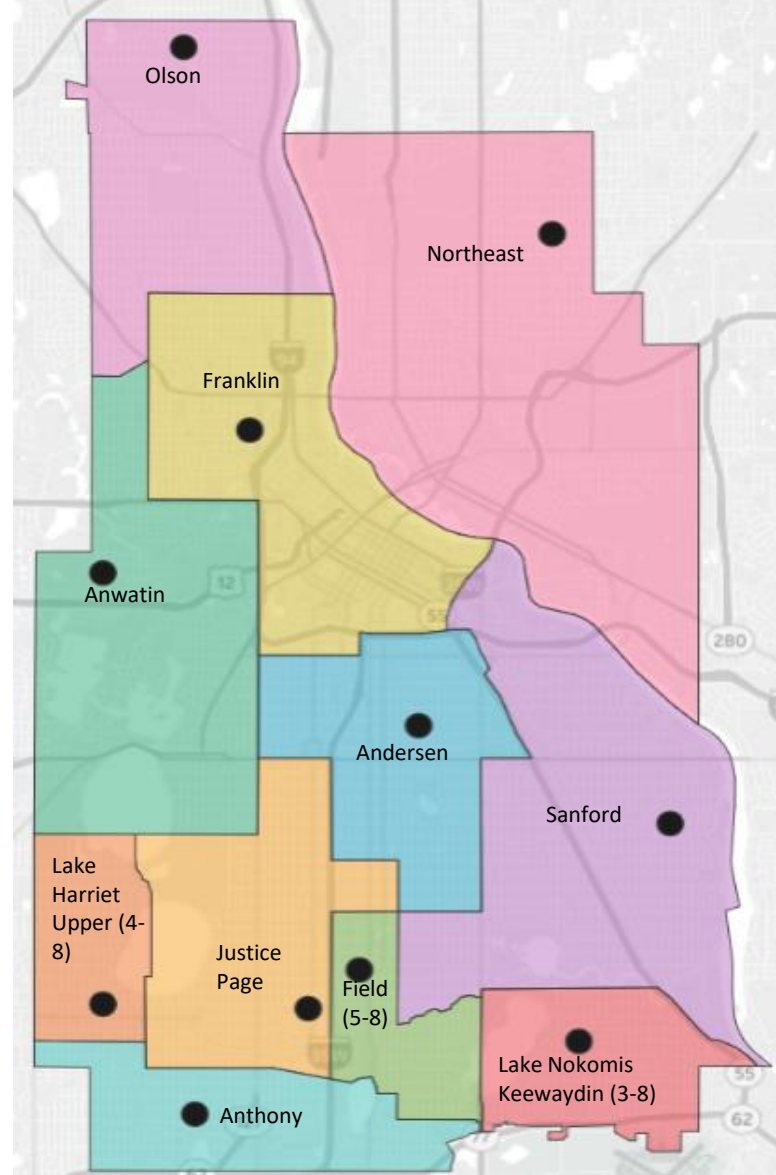 Olson
Northeast
Franklin
Anwatin
12
280
Andersen
Sanford
Lake
Harriet
Upper (4-
8)
Justice
Page
Field
(5-8)
Lake Nokomis
Keewaydin (3-8)
55
Anthony
62